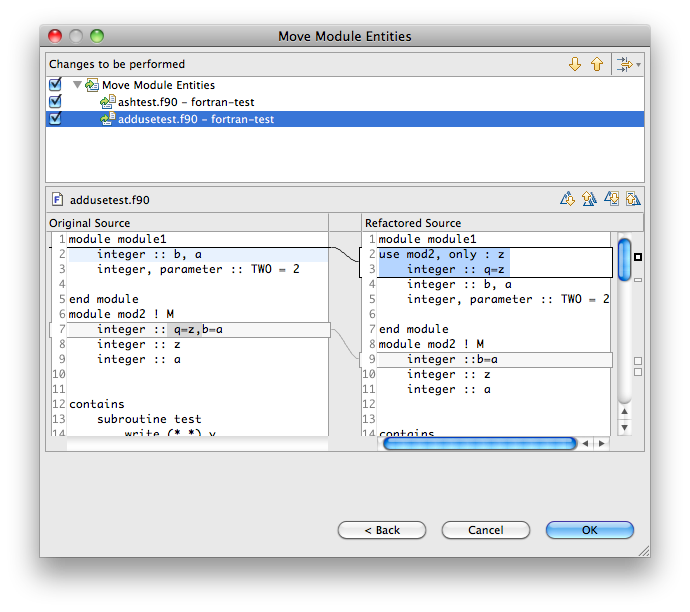 Move Module Entities
Changes to be performed
Move Module Entities
ashtest.f90 - fortran-test
addusetest.f90 - fortran-test
F addusetest.f90
Original Source
1 module module1
2 integer :: b, a
3 integer, parameter :: TWO = 2
4
5 end module
6 module mod2 ! M
7 integer :: q=z,b=a
8 integer :: z
9 integer :: a
10
11
12 contains
13 subroutine test
14 write (*,*) y
Refactored Source
1 module module1
2 use mod2, only : z
3 integer :: q=z
4 integer :: b, a
5 integer, parameter :: TWO = 2
6
7 end module
8 module mod2 ! M
9 integer ::b=a
10 integer :: z
11 integer :: a
12
13
14 contains
< Back
Cancel
OK